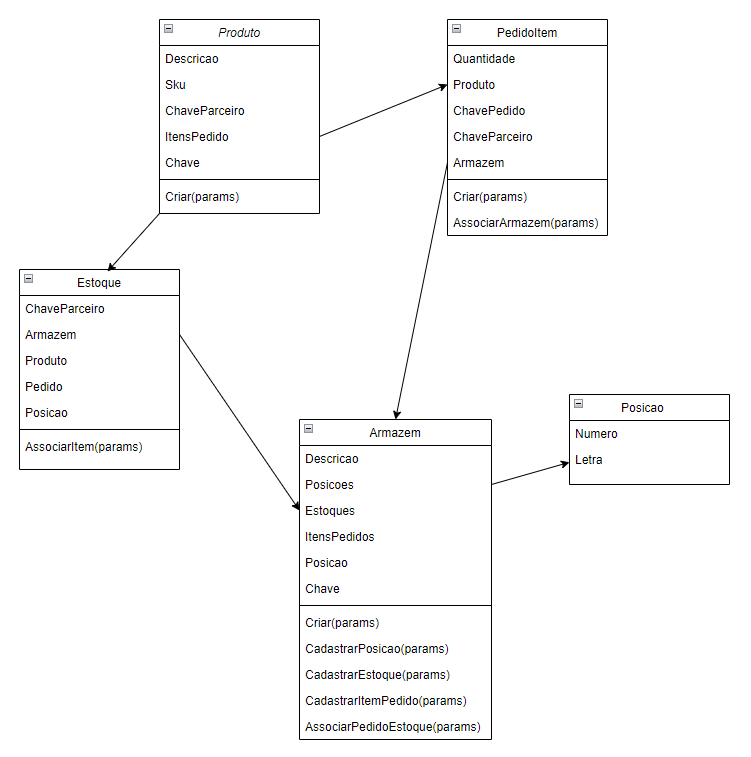 Produto
Descricao
Sku
ChaveParceiro
ItensPedido
Chave
Criar(params)
PedidoItem
Quantidade
Produto
ChavePedido
ChaveParceiro
Armazem
Criar(params)
AssociarArmazem(params)
Estoque
ChaveParceiro
Armazem
Produto
Pedido
Posicao
AssociarItem(params)
Armazem
Descricao
Posicoes
Estoques
ItensPedidos
Posicao
Chave
Criar(params)
CadastrarPosicao(params)
CadastrarEstoque(params)
CadastrarItemPedido(params)
AssociarPedidoEstoque(params)
Posicao
Numero
Letra